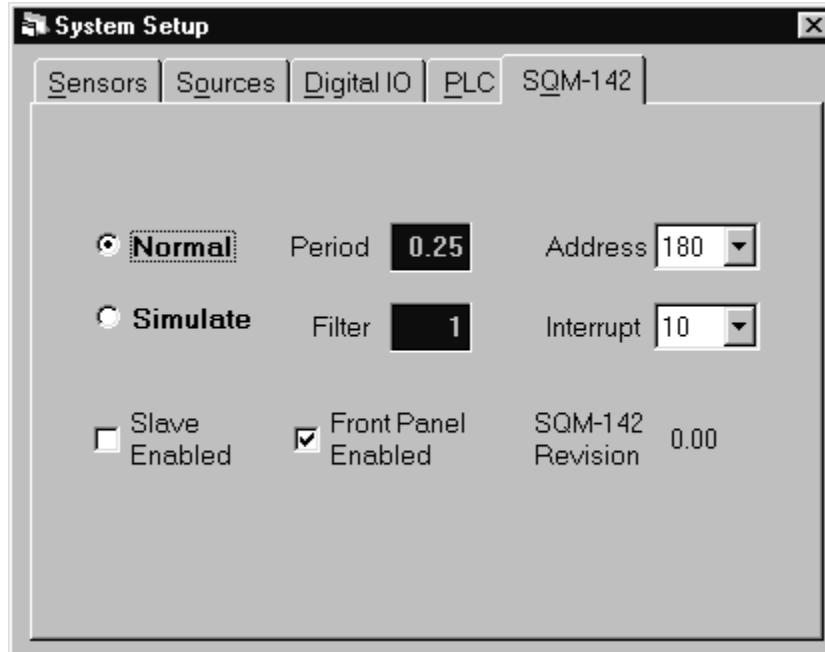 System Setup
Sensors Sources Digital IO PLC SQM-142
Normal Period 0.25 Address 180
Simulate Filter 1 Interrupt 10
Slave Enabled
Front Panel Enabled
SQM-142 Revision 0.00